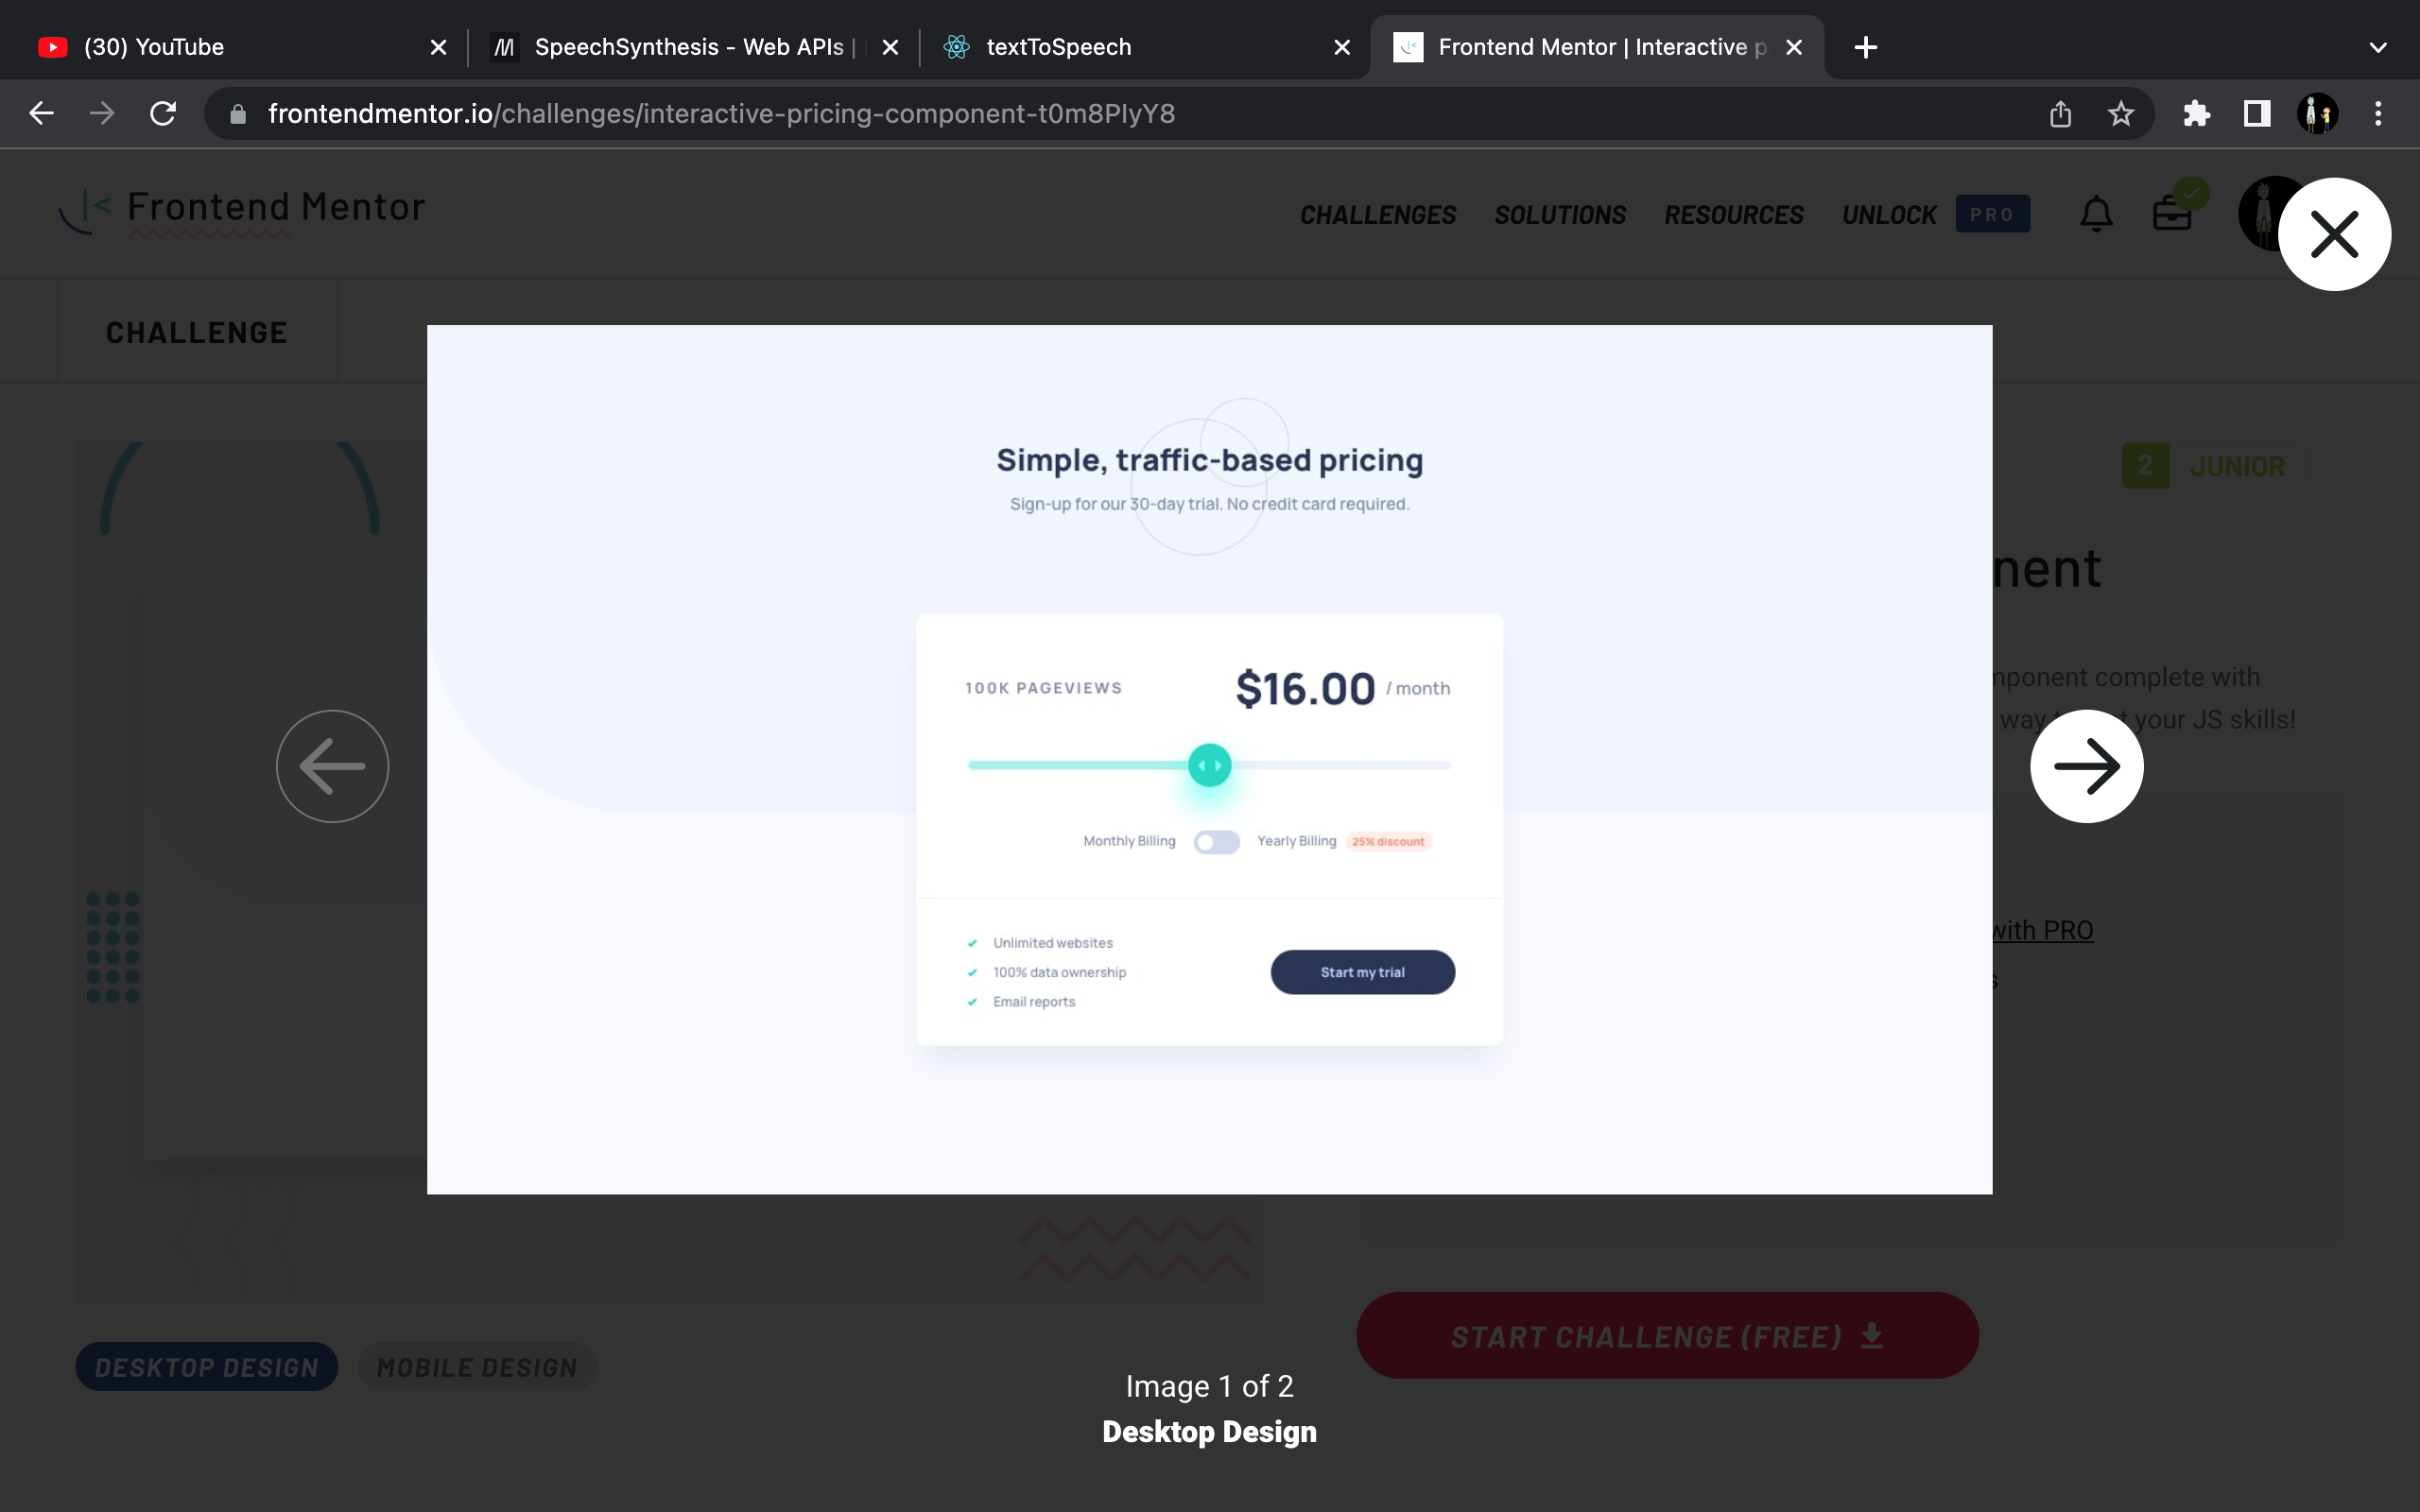 (30) YouTube
SpeechSynthesis - Web APIs |
textToSpeech
Frontend Mentor | Interactive p
frontendmentor.io/challenges/interactive-pricing-component-t0m8PIyY8
Frontend Mentor
CHALLENGES SOLUTIONS RESOURCES UNLOCK PRO
CHALLENGE
2 JUNIOR
nent
mponent complete with
way your JS skills!
with PRO
s
Simple, traffic-based pricing
Sign-up for our 30-day trial. No credit card required.
100K PAGEVIEWS
$16.00 / month
Monthly Billing
Yearly Billing 25% discount
Unlimited websites
100% data ownership
Email reports
Start my trial
START CHALLENGE (FREE)
DESKTOP DESIGN MOBILE DESIGN
Image 1 of 2
Desktop Design